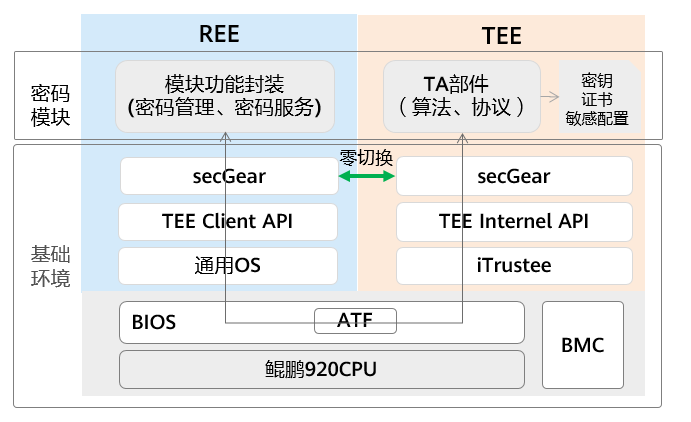 REE
TEE
密码
模块
模块功能封装
(密码管理、密码服务)
TA部件
（算法、协议）
密钥
证书
敏感配置
零切换
secGear
secGear
TEE Client API
TEE Internel API
基础
环境
通用OS
iTrustee
BIOS
ATF
BMC
鲲鹏920CPU